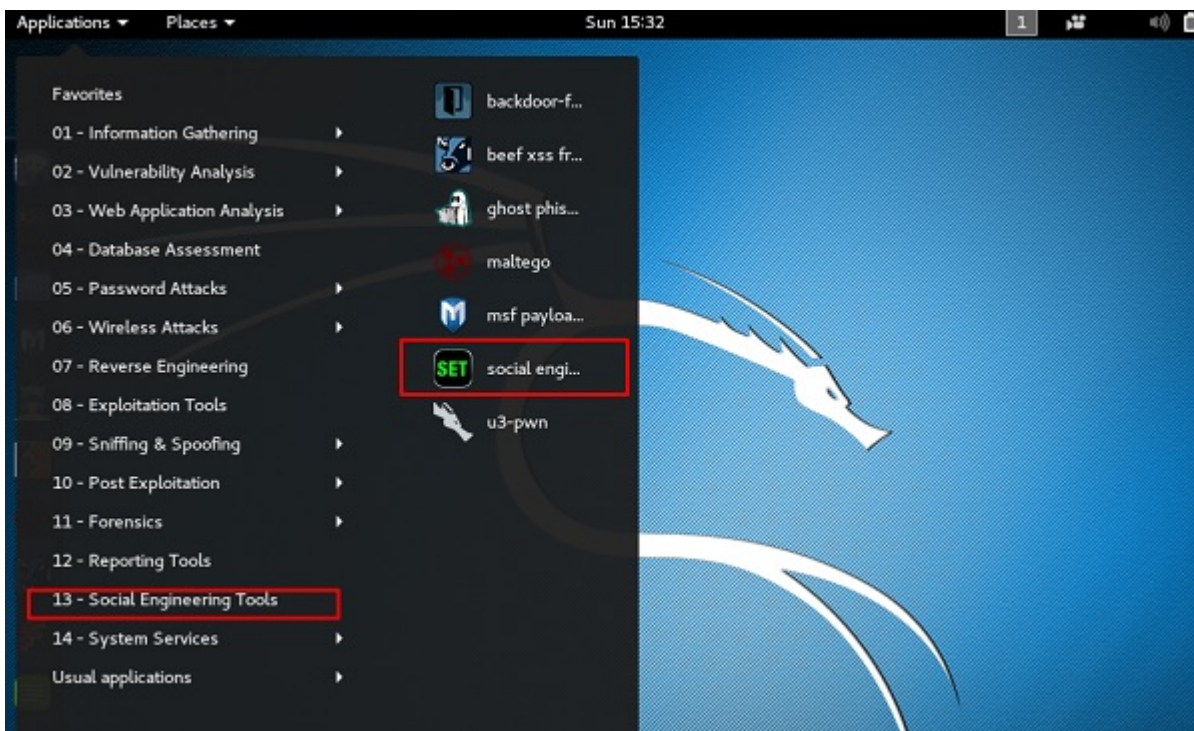 Applications Places Sun 15:32 1
Favorites
01 - Information Gathering
02 - Vulnerability Analysis
03 - Web Application Analysis
04 - Database Assessment
05 - Password Attacks
06 - Wireless Attacks
07 - Reverse Engineering
08 - Exploitation Tools
09 - Sniffing & Spoofing
10 - Post Exploitation
11 - Forensics
12 - Reporting Tools
13 - Social Engineering Tools
14 - System Services
Usual applications
backdoor-f...
beef xss fr...
ghost phis...
maltego
msf payloa...
SET social engi...
u3-pwn